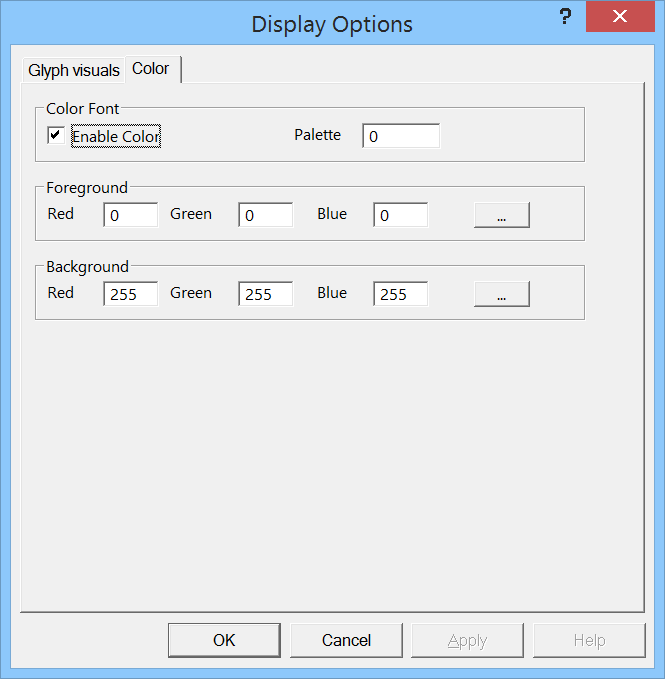 Display Options
?
Glyph visuals Color
Color Font
Enable Color Palette 0
Foreground
Red 0 Green 0 Blue 0 ...
Background
Red 255 Green 255 Blue 255 ...
OK Cancel Apply Help